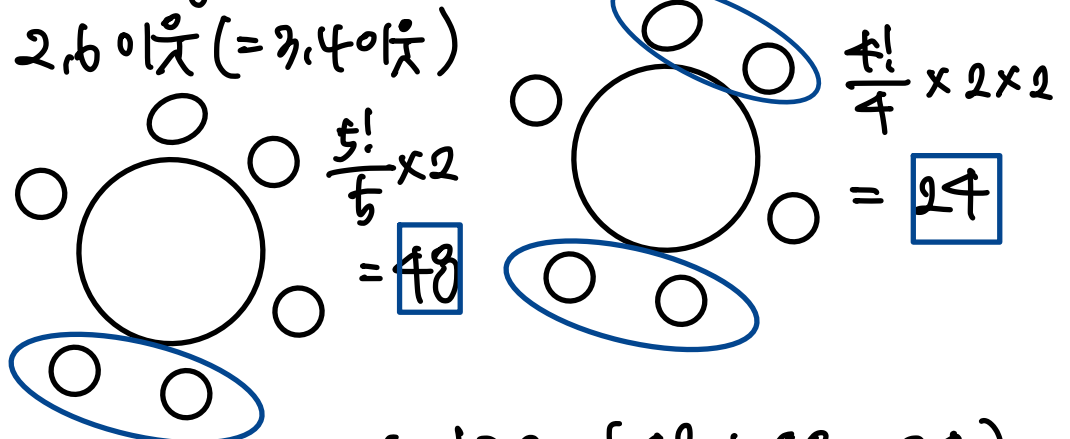 2,6 이웃 (=3,4 이웃)
5!/5 ×2
= 48
4!/4 × 2×2
= 24